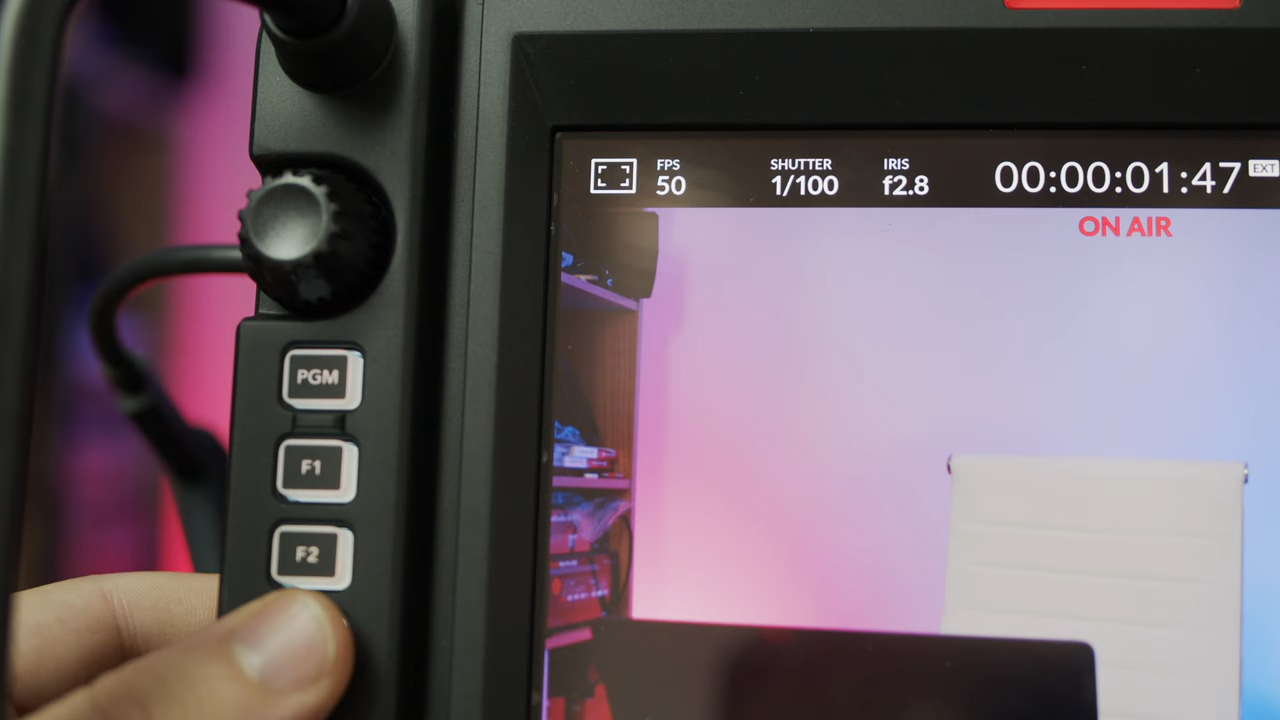 FPS
50
SHUTTER
1/100
IRIS
f2.8
00:00:01:47
EXT
ON AIR
PGM
F1
F2